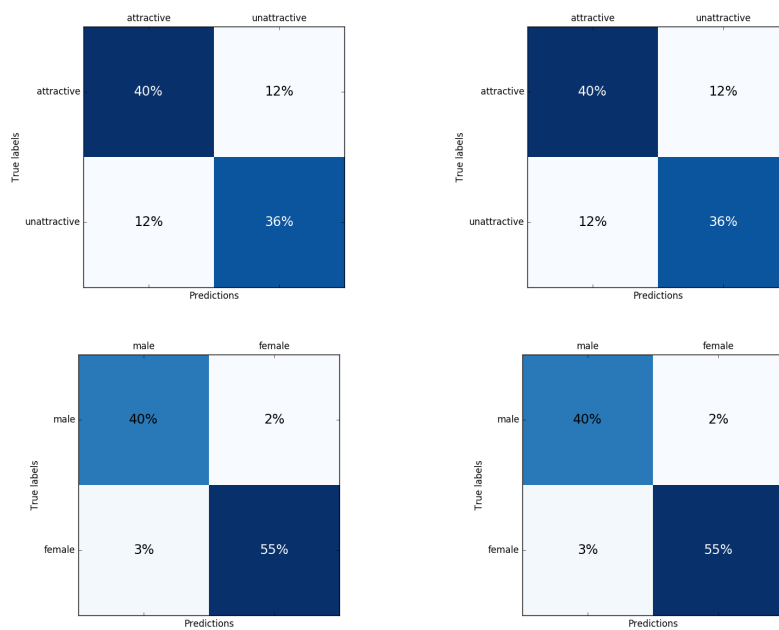 attractive unattractive attractive unattractive
attractive 40% 12% attractive 40% 12%
True labels True labels
unattractive 12% 36% unattractive 12% 36%
Predictions Predictions
male female male female
male 40% 2% male 40% 2%
True labels True labels
female 3% 55% female 3% 55%
Predictions Predictions